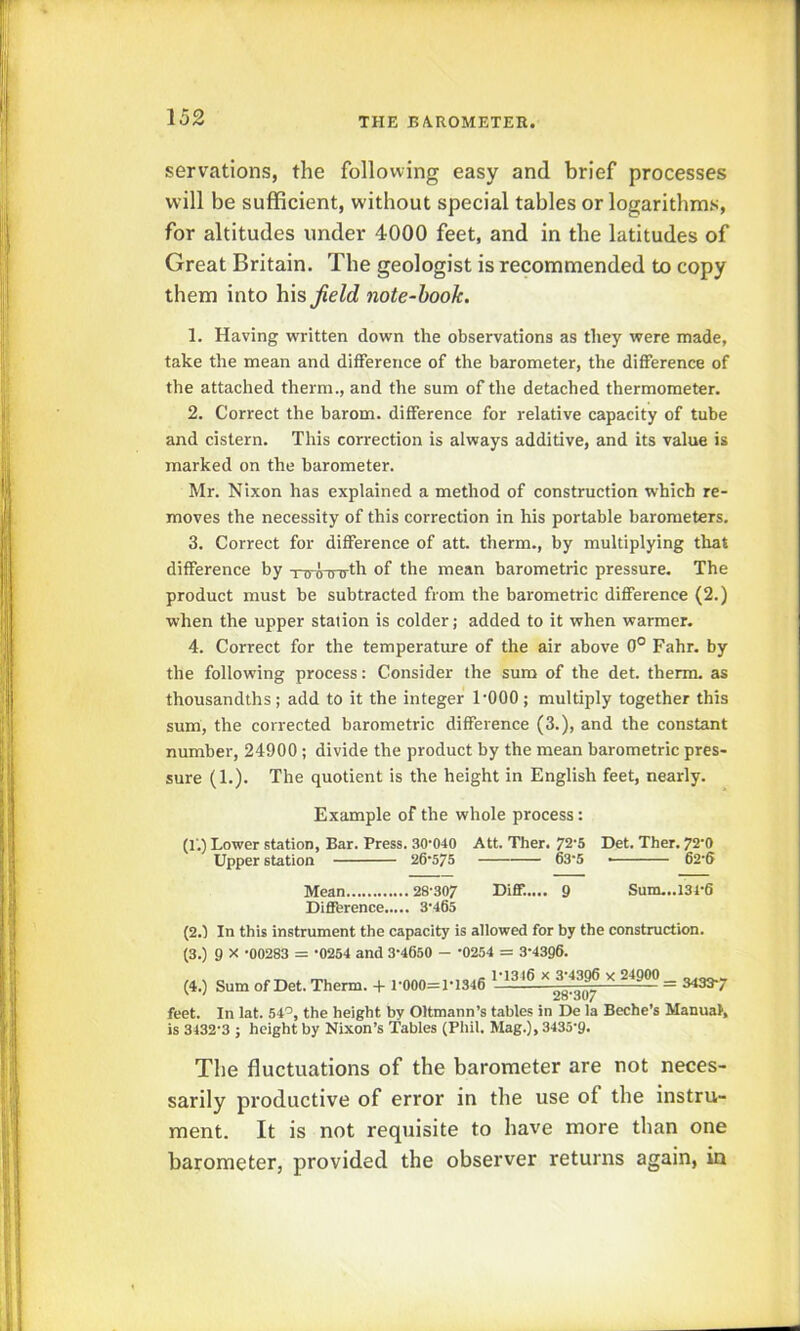 152
THE BAROMETER.
servations, the following easy and brief processes
will be sufficient, without special tables or logarithms,
for altitudes under 4000 feet, and in the latitudes of
Great Britain. The geologist is recommended to copy
them into his field note-book.
1. Having written down the observations as they were made,
take the mean and difference of the barometer, the difference of
the attached therm., and the sum of the detached thermometer.
2. Correct the barom. difference for relative capacity of tube
and cistern. This correction is always additive, and its value is
marked on the barometer.
Mr. Nixon has explained a method of construction which re-
moves the necessity of this correction in his portable barometers.
3. Correct for difference of att. therm., by multiplying that
difference by 1/10000th of the mean barometric pressure. The
product must be subtracted from the barometric difference (2.)
when the upper station is colder; added to it when warmer.
4. Correct for the temperature of the air above 0° Fahr. by
the following process: Consider the sum of the det. therm. as
thousandths; add to it the integer 1·000; multiply together this
sum, the corrected barometric difference (3.), and the constant
number, 24900; divide the product by the mean barometric pres-
sure (1.). The quotient is the height in English feet, nearly.
Example of the whole process:
(1.) Lower station, Bar. Press. 30·040 Att. Ther. 72·5 Det. Ther. 72·0
Upper station ——— 26·575 ——— 63·5 ——— 62·6
Mean............ 28·307 Diff..... 9 Sum...134·6
Difference..... 3·465
(2.) In this instrument the capacity is allowed for by the construction.
(3.) 9 × ·00283 = ·0254 and 3·4650 — ·0254 = 3·4396.
(4.) Sum of Det. Therm. + 1·000=1·1346 1·1346 × 3·4396 × 24900 / 28·307 = 3433·7
feet. In lat. 54°, the height by Oltmann's tables in De la Beche's Manual,
is 3432·3; height by Nixon's Tables (Phil. Mag.), 3435·9.
The fluctuations of the barometer are not neces-
sarily productive of error in the use of the instru-
ment. It is not requisite to have more than one
barometer, provided the observer returns again, in